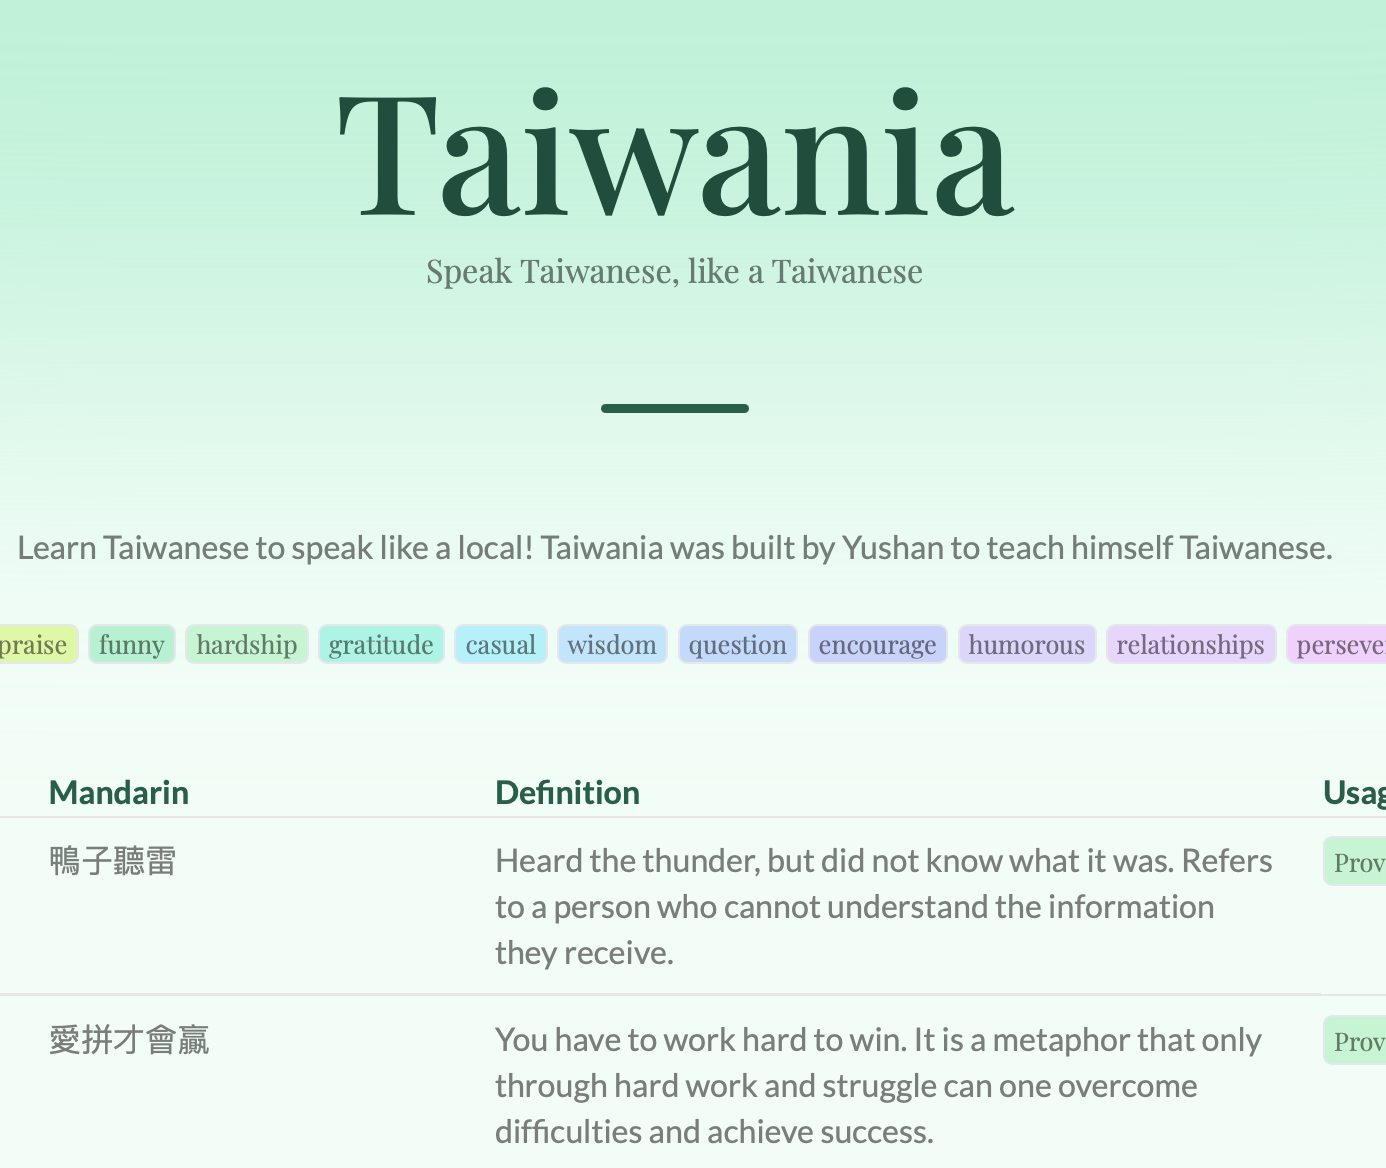 Taiwania
Speak Taiwanese, like a Taiwanese
Learn Taiwanese to speak like a local! Taiwania was built by Yushan to teach himself Taiwanese.
praise funny hardship gratitude casual wisdom question encourage humorous relationships perseve
Mandarin Definition Usag
鴨子聽雷 Heard the thunder, but did not know what it was. Refers Prov
to a person who cannot understand the information
they receive.
愛拼才會贏 You have to work hard to win. It is a metaphor that only Prov
through hard work and struggle can one overcome
difficulties and achieve success.